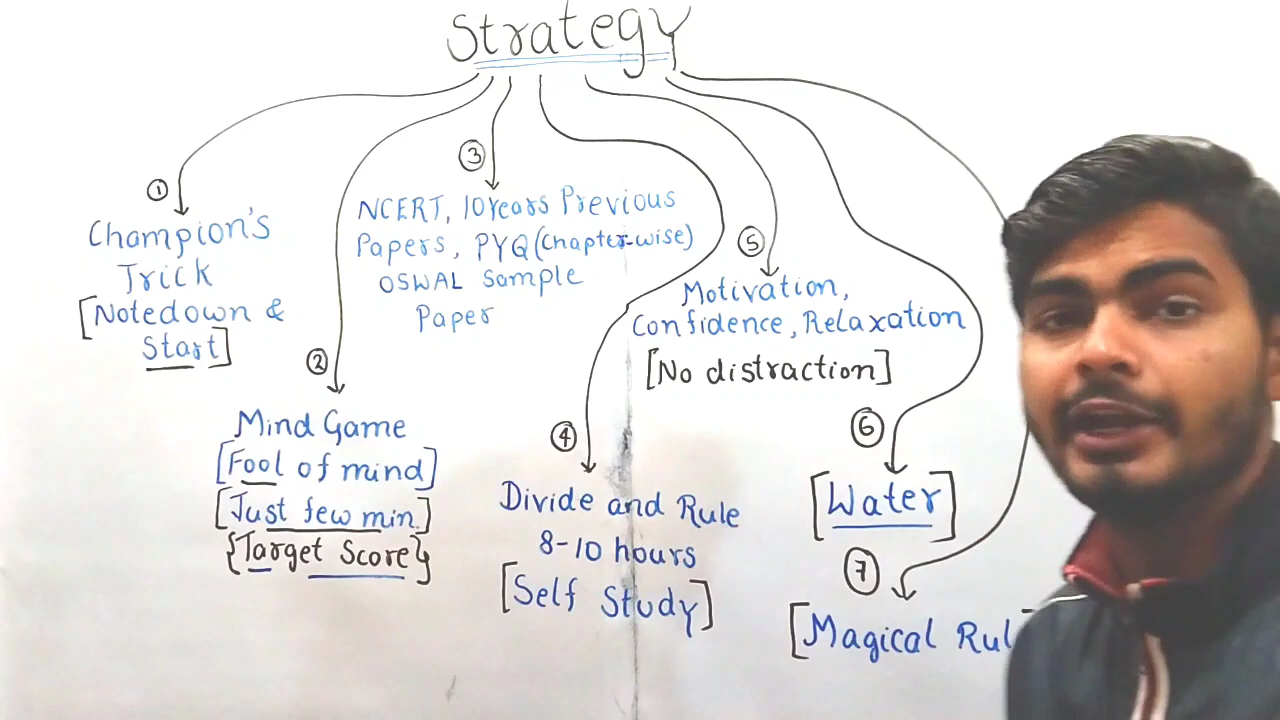 Strategy
1
Champion's
Trick
[Notedown &
Start]
2
Mind Game
[Fool of mind]
[Just few min.]
{Target Score}
3
NCERT, 10 Years Previous
Papers, PYQ (Chapter-wise)
OSWAL Sample
Paper
4
Divide and Rule
8-10 hours
[Self Study]
5
Motivation,
Confidence, Relaxation
[No distraction]
6
[Water]
7
[Magical Rul